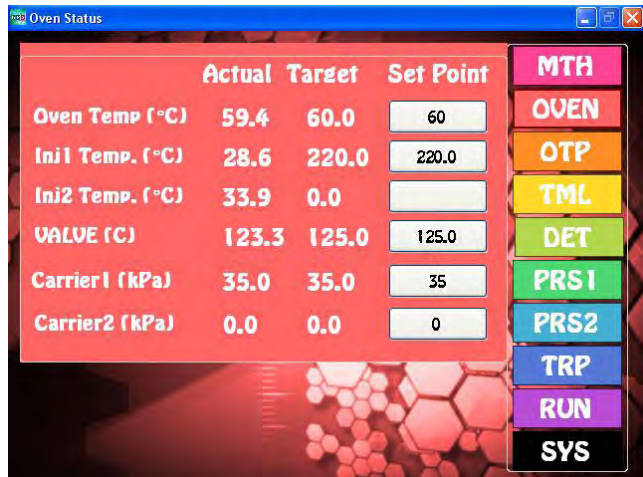 Oven Status
Actual Target Set Point
Oven Temp (°C) 59.4 60.0 60
Inj1 Temp. (°C) 28.6 220.0 220.0
Inj2 Temp. (°C) 33.9 0.0
VALVE (C) 123.3 125.0 125.0
Carrier1 (kPa) 35.0 35.0 35
Carrier2 (kPa) 0.0 0.0 0
MTH
OVEN
OTP
TML
DET
PRS1
PRS2
TRP
RUN
SYS